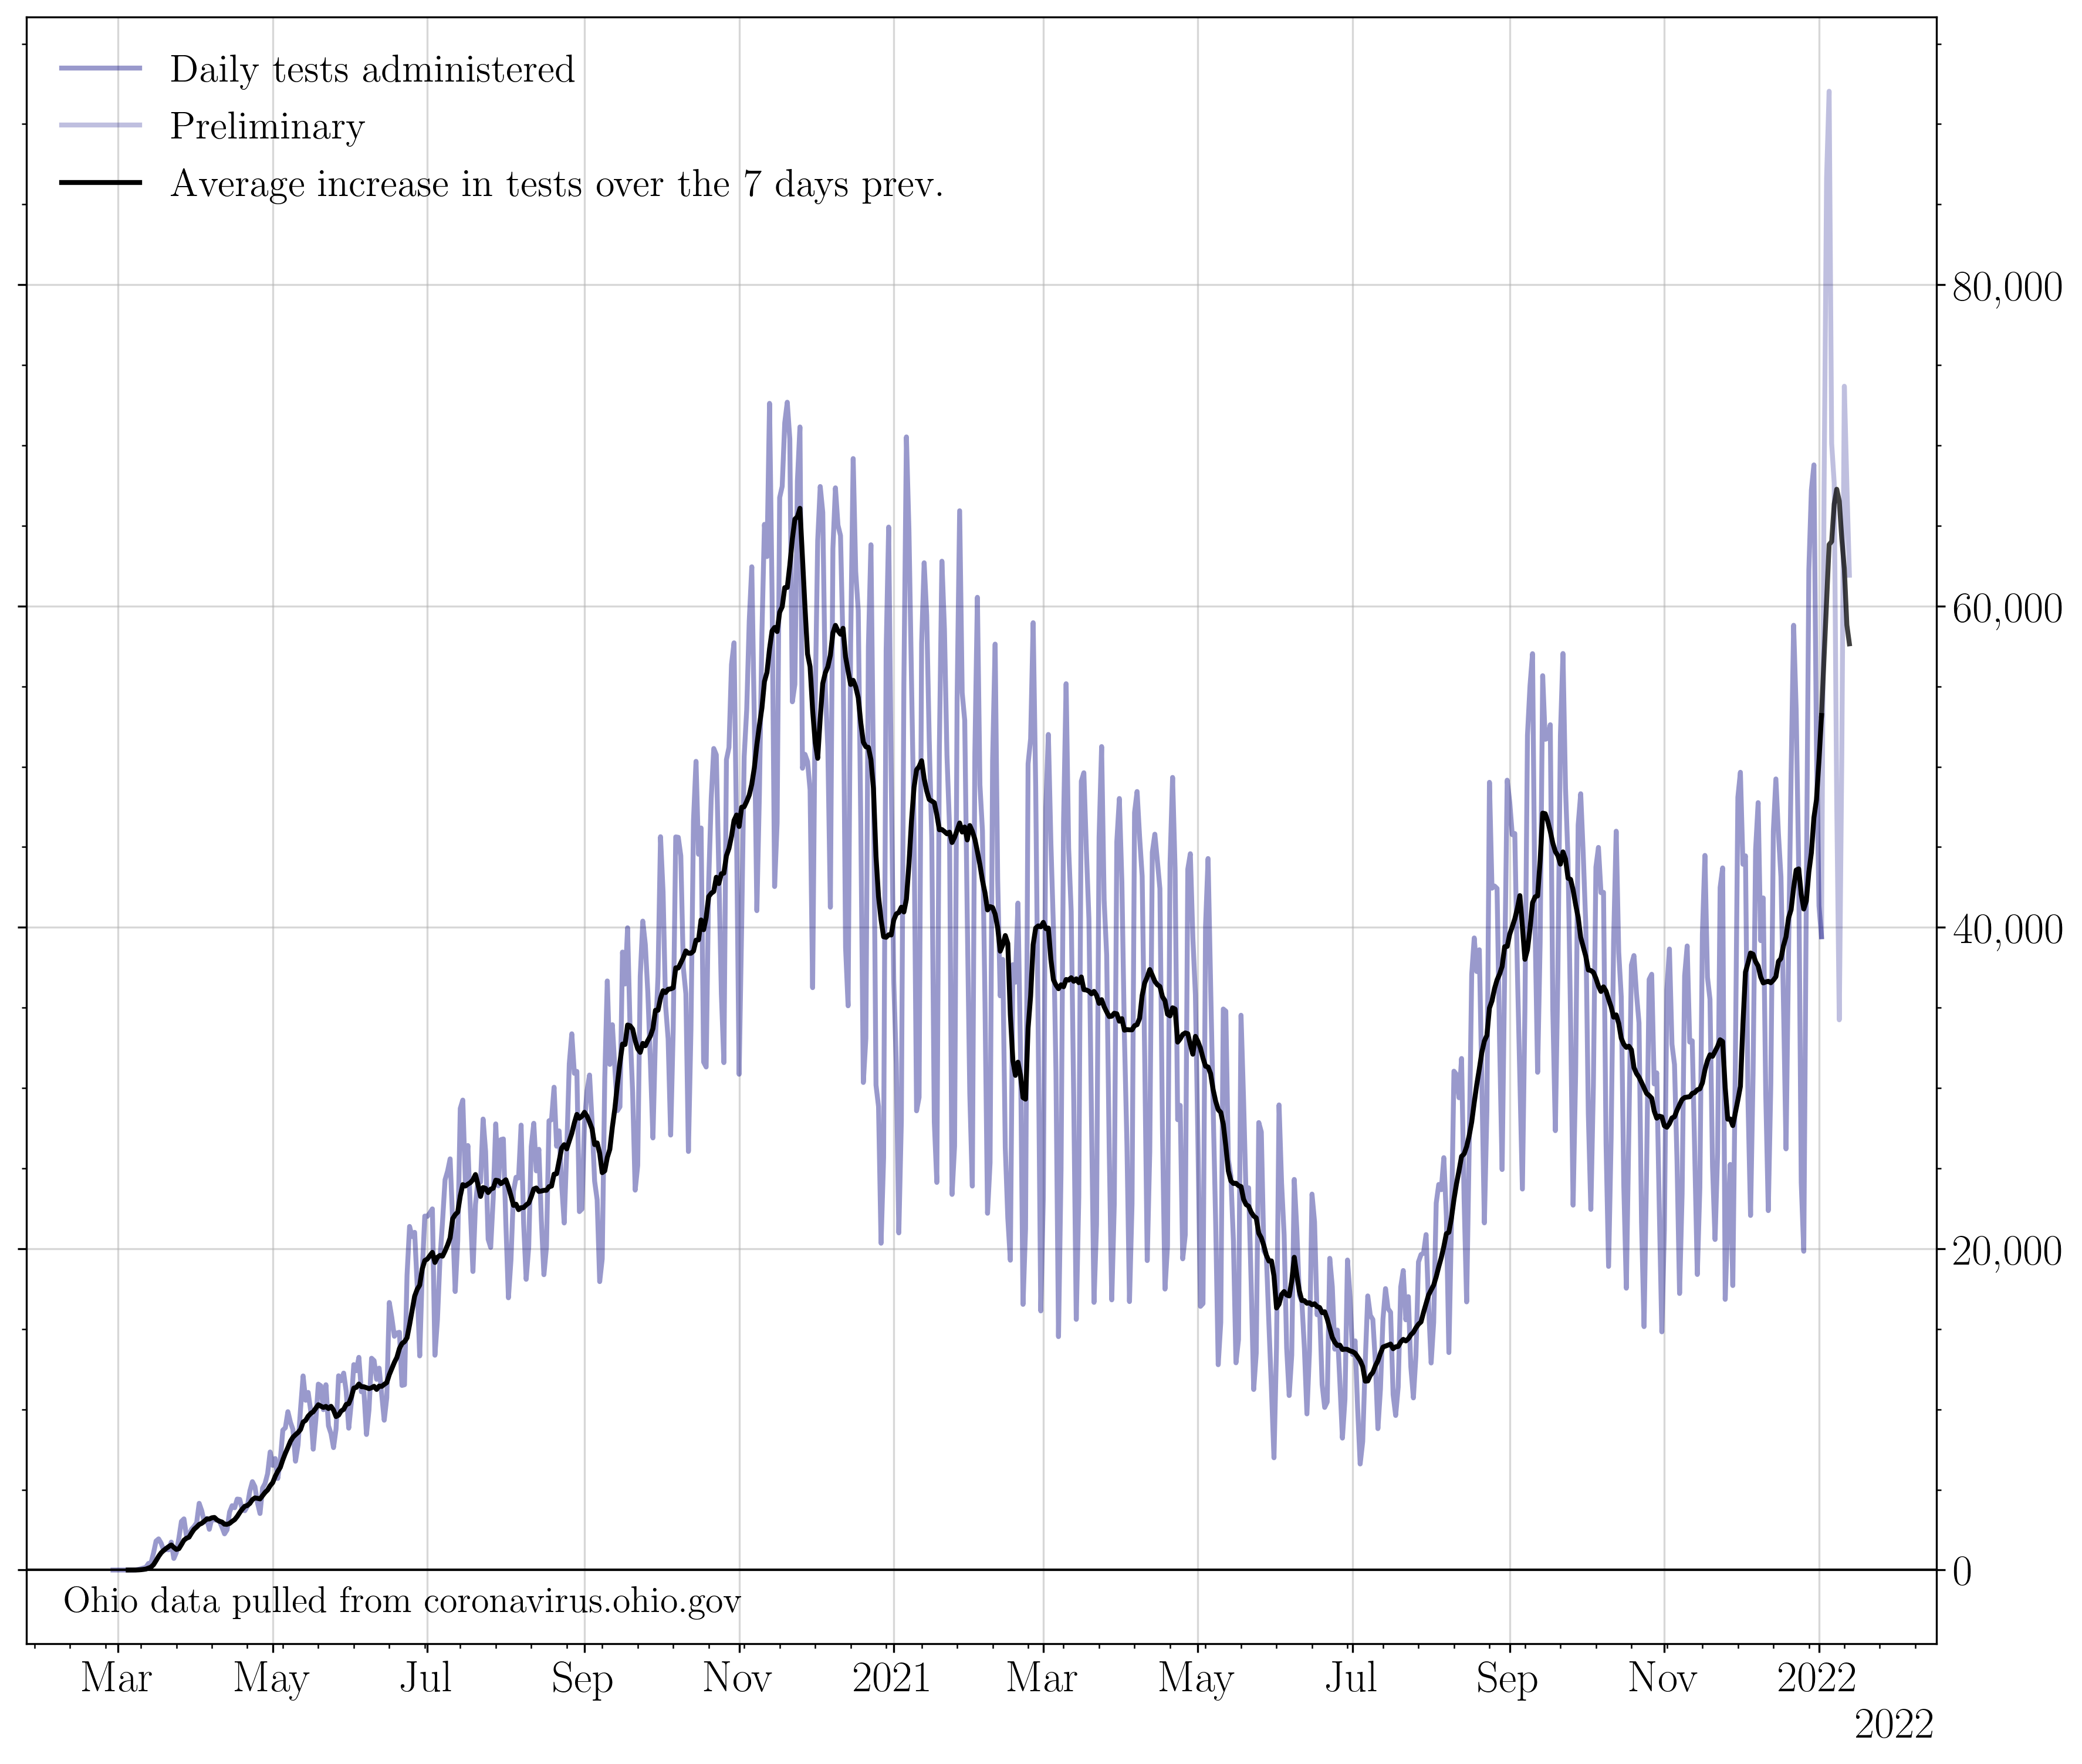 Daily tests administered
Preliminary
Average increase in tests over the 7 days prev.
80,000
60,000
40,000
20,000
0
Ohio data pulled from coronavirus.ohio.gov
Mar May Jul Sep Nov 2021 Mar May Jul Sep Nov 2022
2022